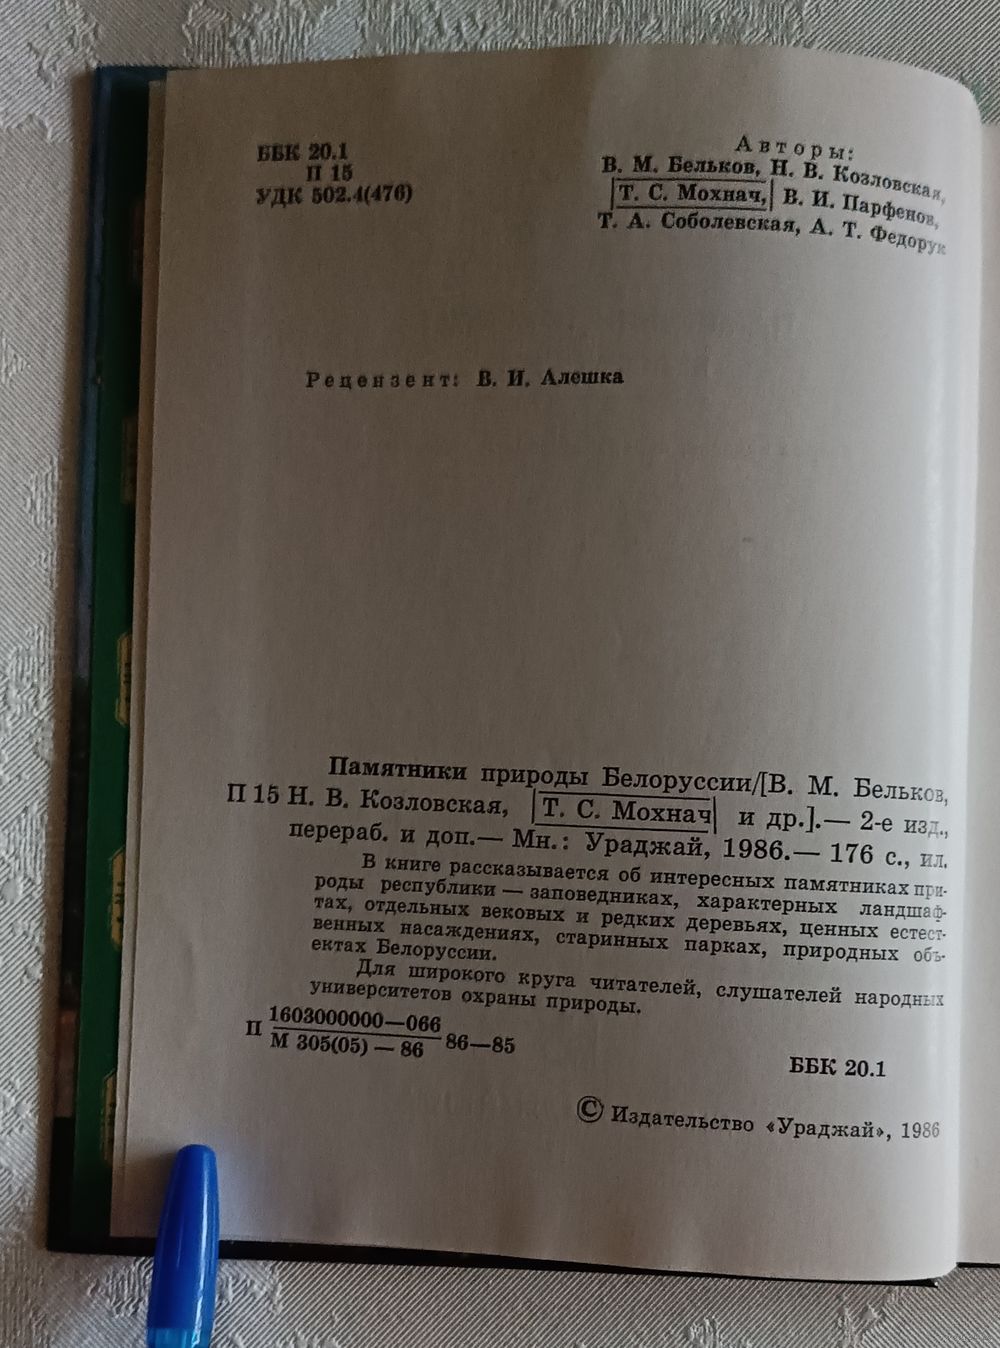 ББК 20.1
П 15
УДК 502.4(476)
Авторы:
В. М. Бельков, Н. В. Козловская,
Т. С. Мохнач, В. И. Парфенов,
Т. А. Соболевская, А. Т. Федорук
Рецензент: В. И. Алешка
Памятники природы Белоруссии/[В. М. Бельков,
П 15 Н. В. Козловская, Т. С. Мохнач и др.].— 2-е изд.,
перераб. и доп.— Мн.: Ураджай, 1986.— 176 с., ил.
В книге рассказывается об интересных памятниках при-
роды республики — заповедниках, характерных ландшаф-
тах, отдельных вековых и редких деревьях, ценных естест-
венных насаждениях, старинных парках, природных объ-
ектах Белоруссии.
Для широкого круга читателей, слушателей народных
университетов охраны природы.
П 1603000000—066
М 305(05) — 86 86—85
ББК 20.1
© Издательство «Ураджай», 1986